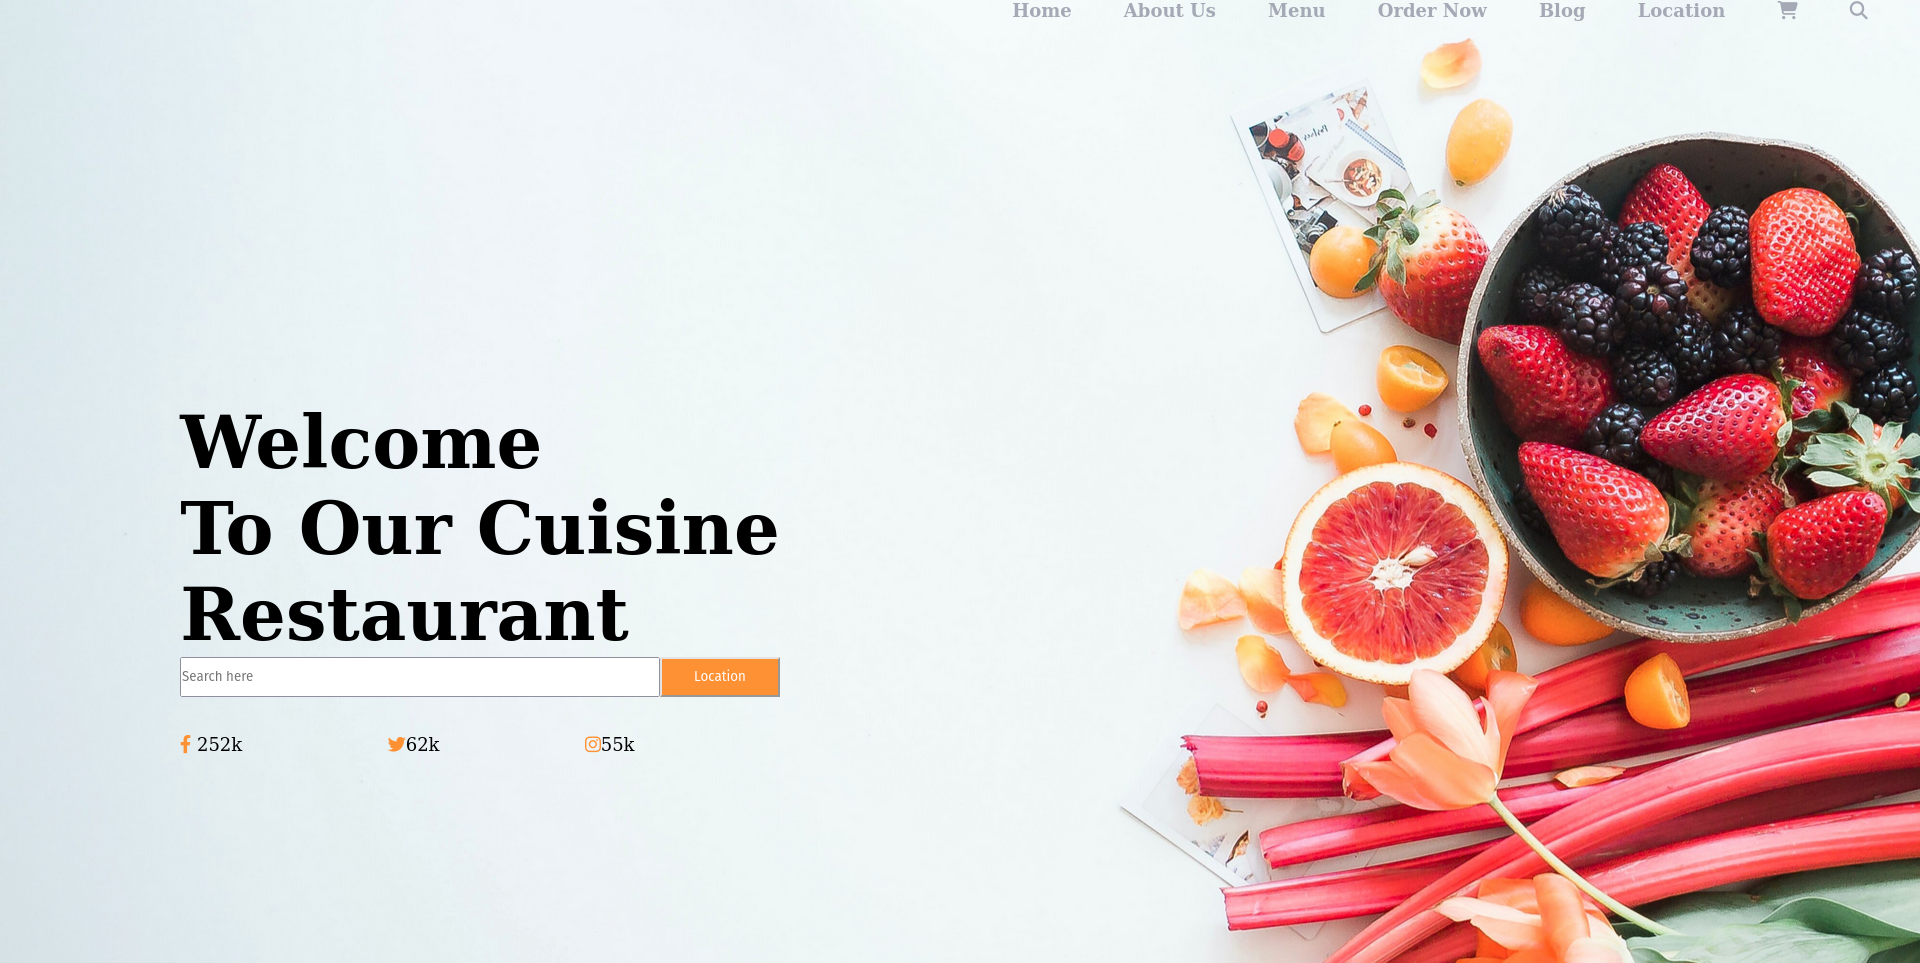 Home About Us Menu Order Now Blog Location
Welcome
To Our Cuisine
Restaurant
Search here Location
252k 62k 55k